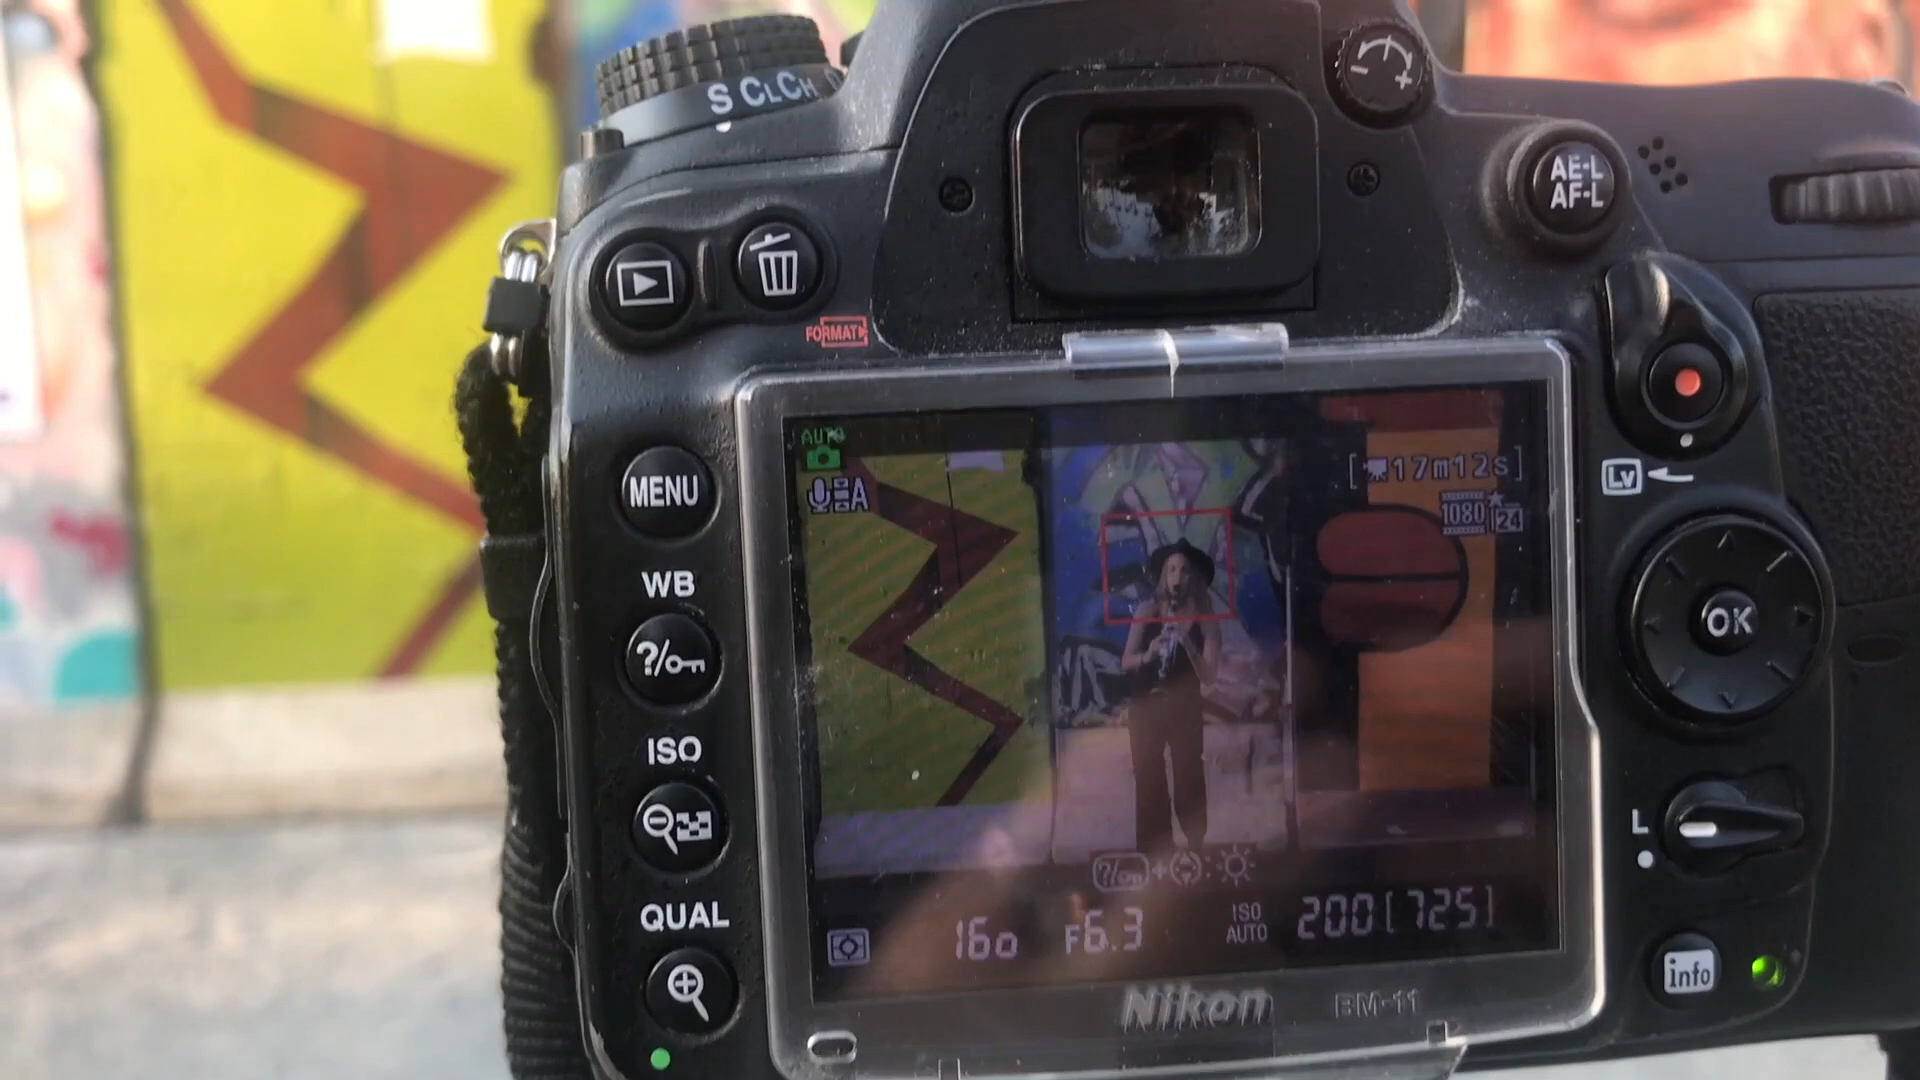 S CL CH
AE-L
AF-L
FORMAT
AUTO
A
[17m12s]
1080 ★ 24
MENU
WB
?/
ISO
QUAL
Lv
OK
L
info
?/ + :
160 F6.3 ISO AUTO 200[725]
Nikon BM-11